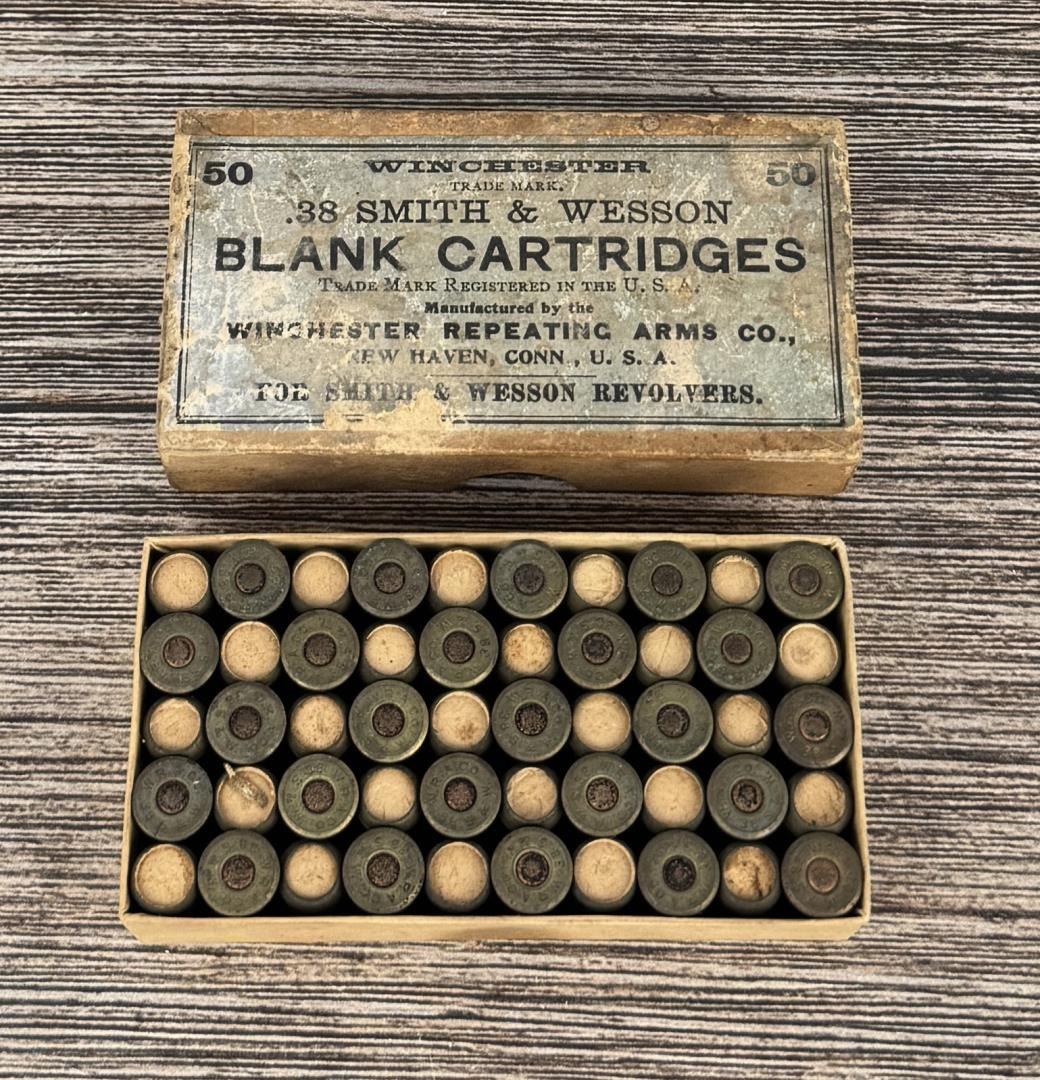 50 WINCHESTER 50
TRADE MARK.
.38 SMITH & WESSON
BLANK CARTRIDGES
TRADE MARK REGISTERED IN THE U. S. A.
Manufactured by the
WINCHESTER REPEATING ARMS CO.,
NEW HAVEN, CONN., U. S. A.
FOR SMITH & WESSON REVOLVERS.